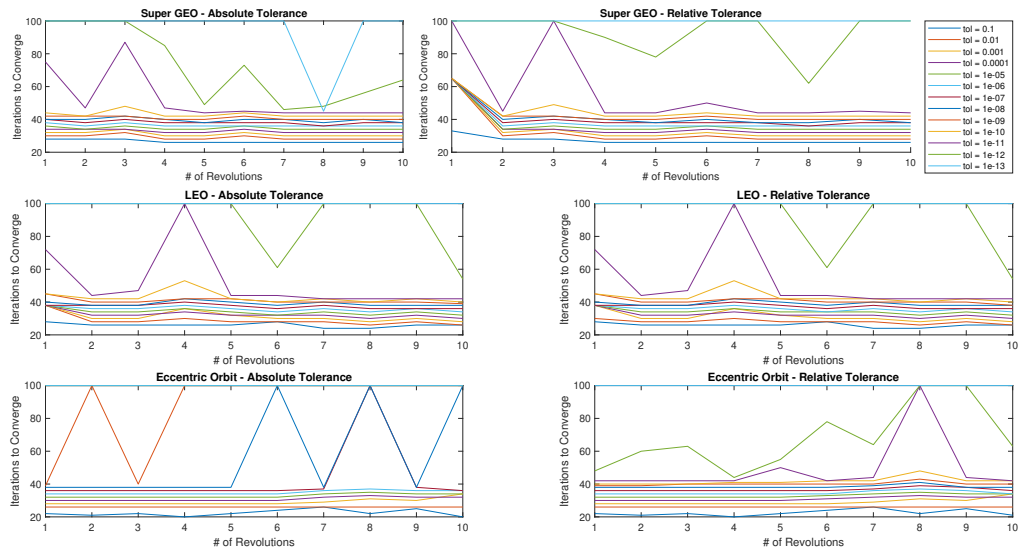 Super GEO - Absolute Tolerance
Iterations to Converge
100
80
60
40
20
1 2 3 4 5 6 7 8 9 10
# of Revolutions
Super GEO - Relative Tolerance
Iterations to Converge
100
80
60
40
20
1 2 3 4 5 6 7 8 9 10
# of Revolutions
tol = 0.1
tol = 0.01
tol = 0.001
tol = 0.0001
tol = 1e-05
tol = 1e-06
tol = 1e-07
tol = 1e-08
tol = 1e-09
tol = 1e-10
tol = 1e-11
tol = 1e-12
tol = 1e-13
LEO - Absolute Tolerance
Iterations to Converge
100
80
60
40
20
1 2 3 4 5 6 7 8 9 10
# of Revolutions
LEO - Relative Tolerance
Iterations to Converge
100
80
60
40
20
1 2 3 4 5 6 7 8 9 10
# of Revolutions
Eccentric Orbit - Absolute Tolerance
Iterations to Converge
100
80
60
40
20
1 2 3 4 5 6 7 8 9 10
# of Revolutions
Eccentric Orbit - Relative Tolerance
Iterations to Converge
100
80
60
40
20
1 2 3 4 5 6 7 8 9 10
# of Revolutions